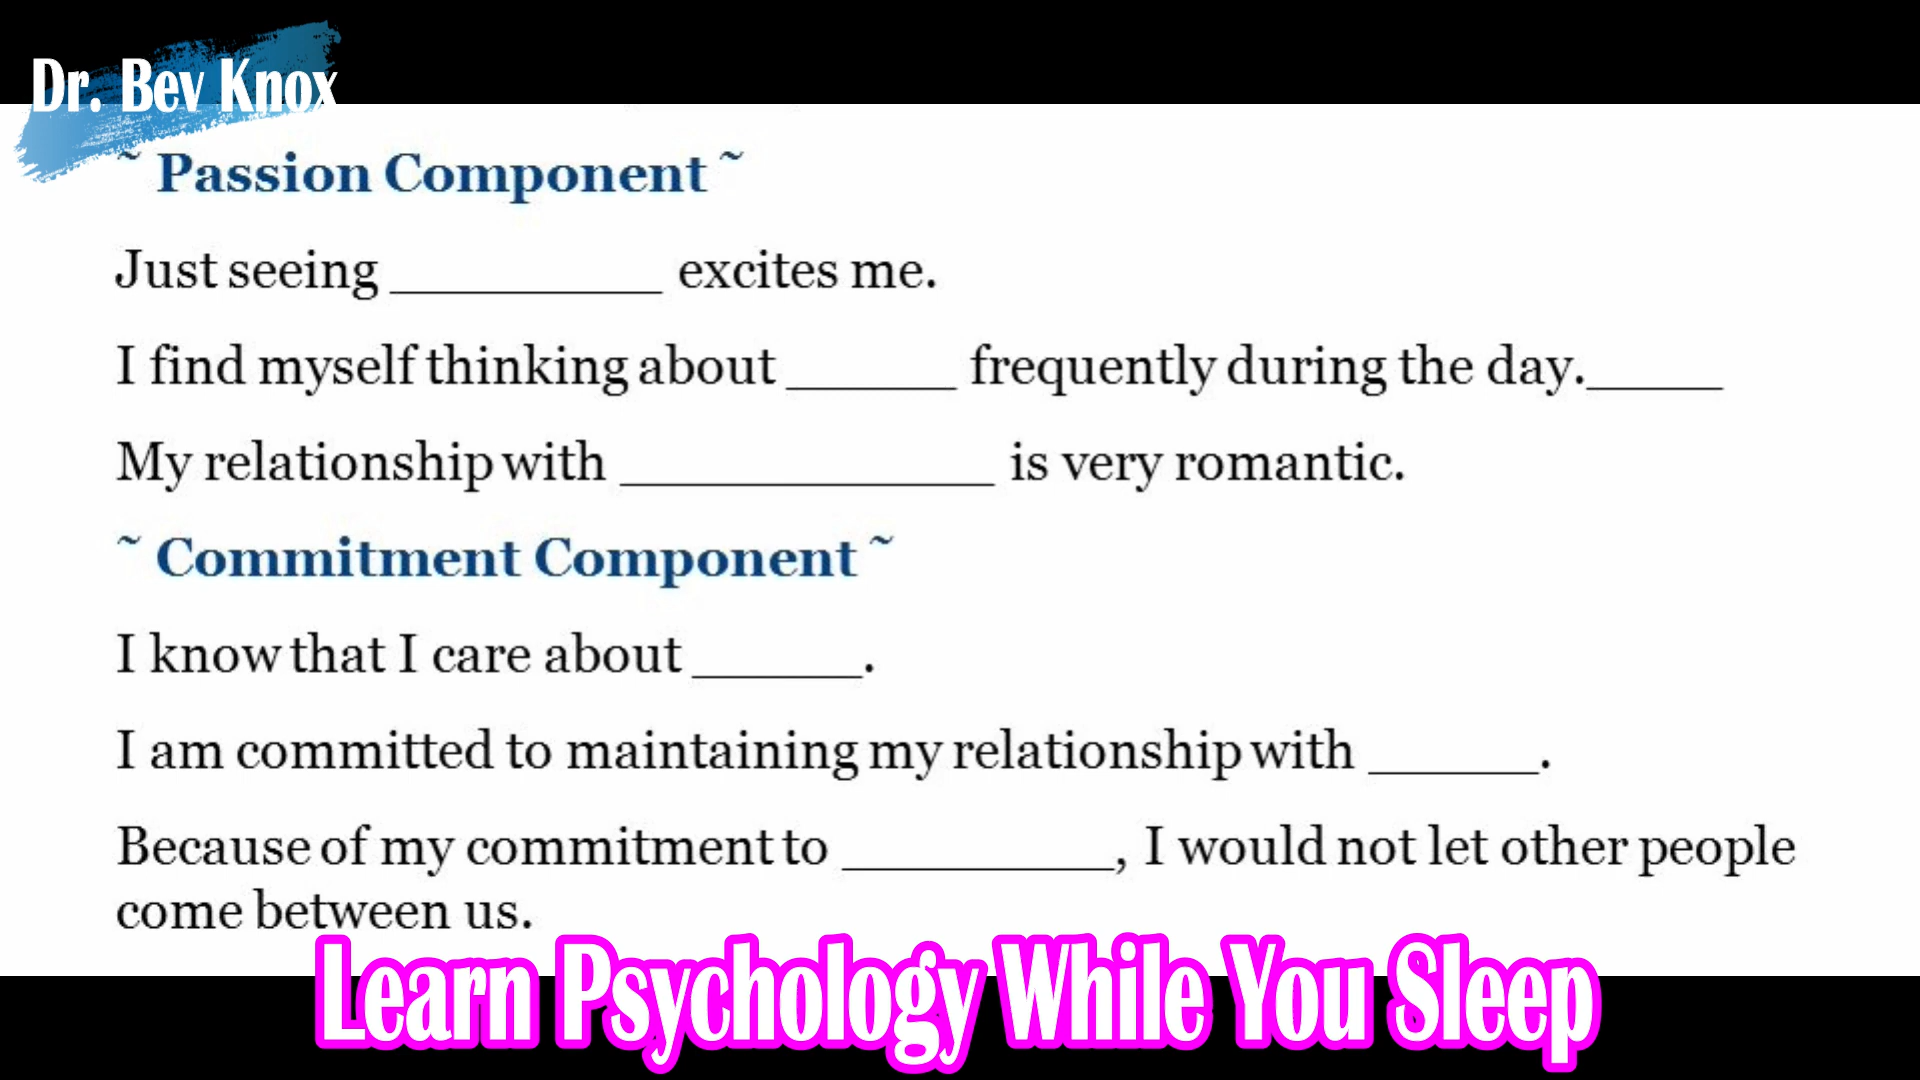 Dr. Bev Knox
~ Passion Component ~
Just seeing __________ excites me.
I find myself thinking about ______ frequently during the day._____
My relationship with ______________ is very romantic.
~ Commitment Component ~
I know that I care about ______.
I am committed to maintaining my relationship with ______.
Because of my commitment to __________, I would not let other people
come between us.
Learn Psychology While You Sleep